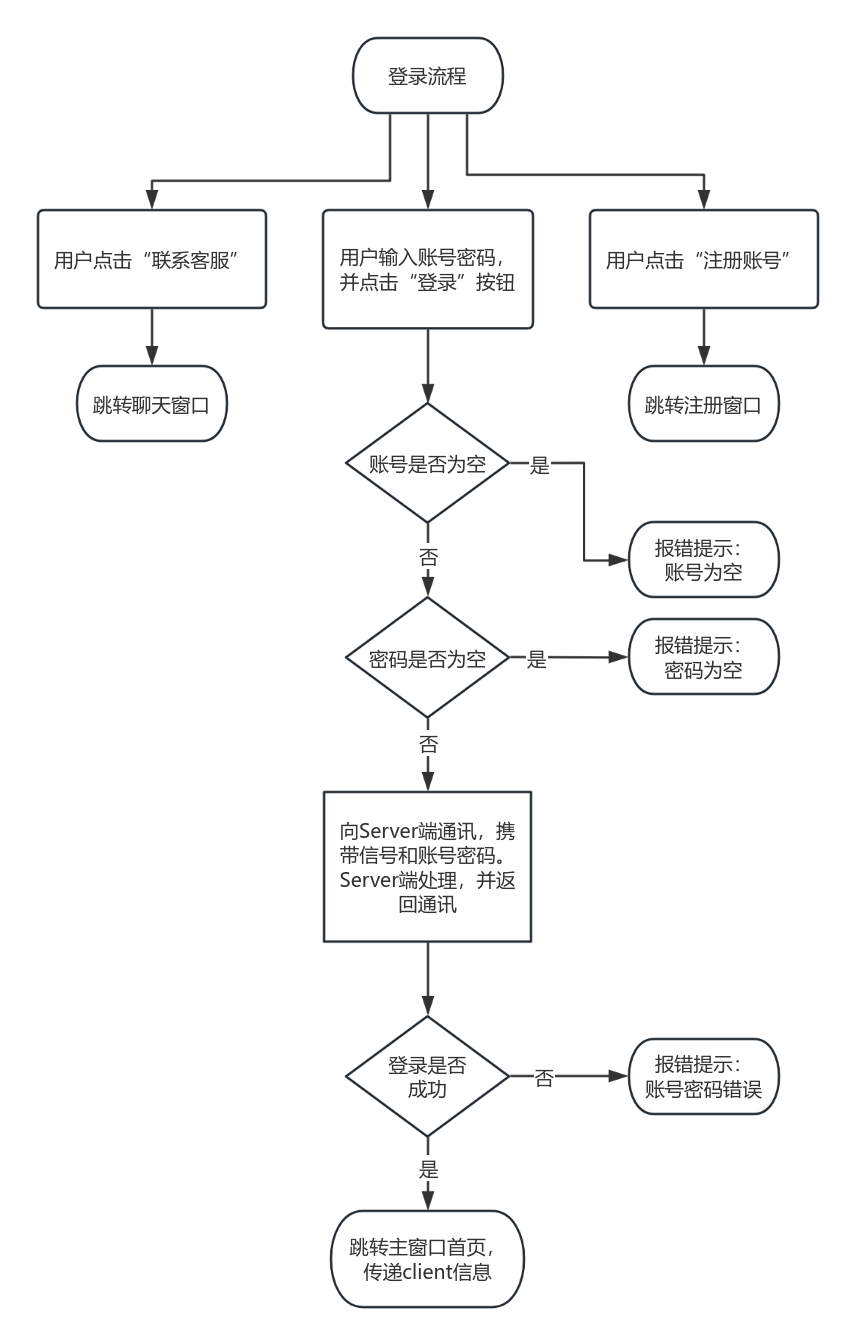 登录流程
用户点击“联系客服”
用户输入账号密码，
并点击“登录”按钮
用户点击“注册账号”
跳转聊天窗口
跳转注册窗口
账号是否为空
是
报错提示：
账号为空
否
密码是否为空
是
报错提示：
密码为空
否
向Server端通讯，携
带信号和账号密码。
Server端处理，并返
回通讯
登录是否
成功
否
报错提示：
账号密码错误
是
跳转主窗口首页，
传递client信息